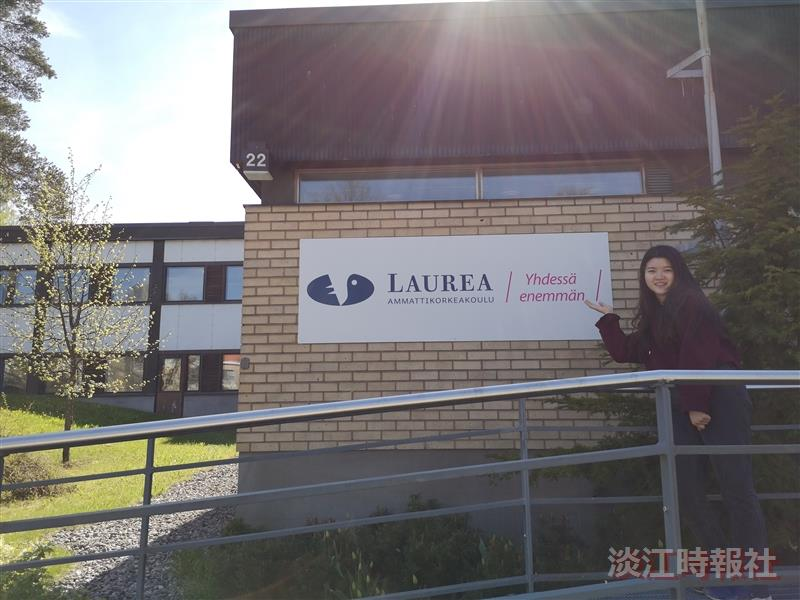 22
LAUREA
AMMATTIKORKEAKOULU
Yhdessä
enemmän
淡江時報社